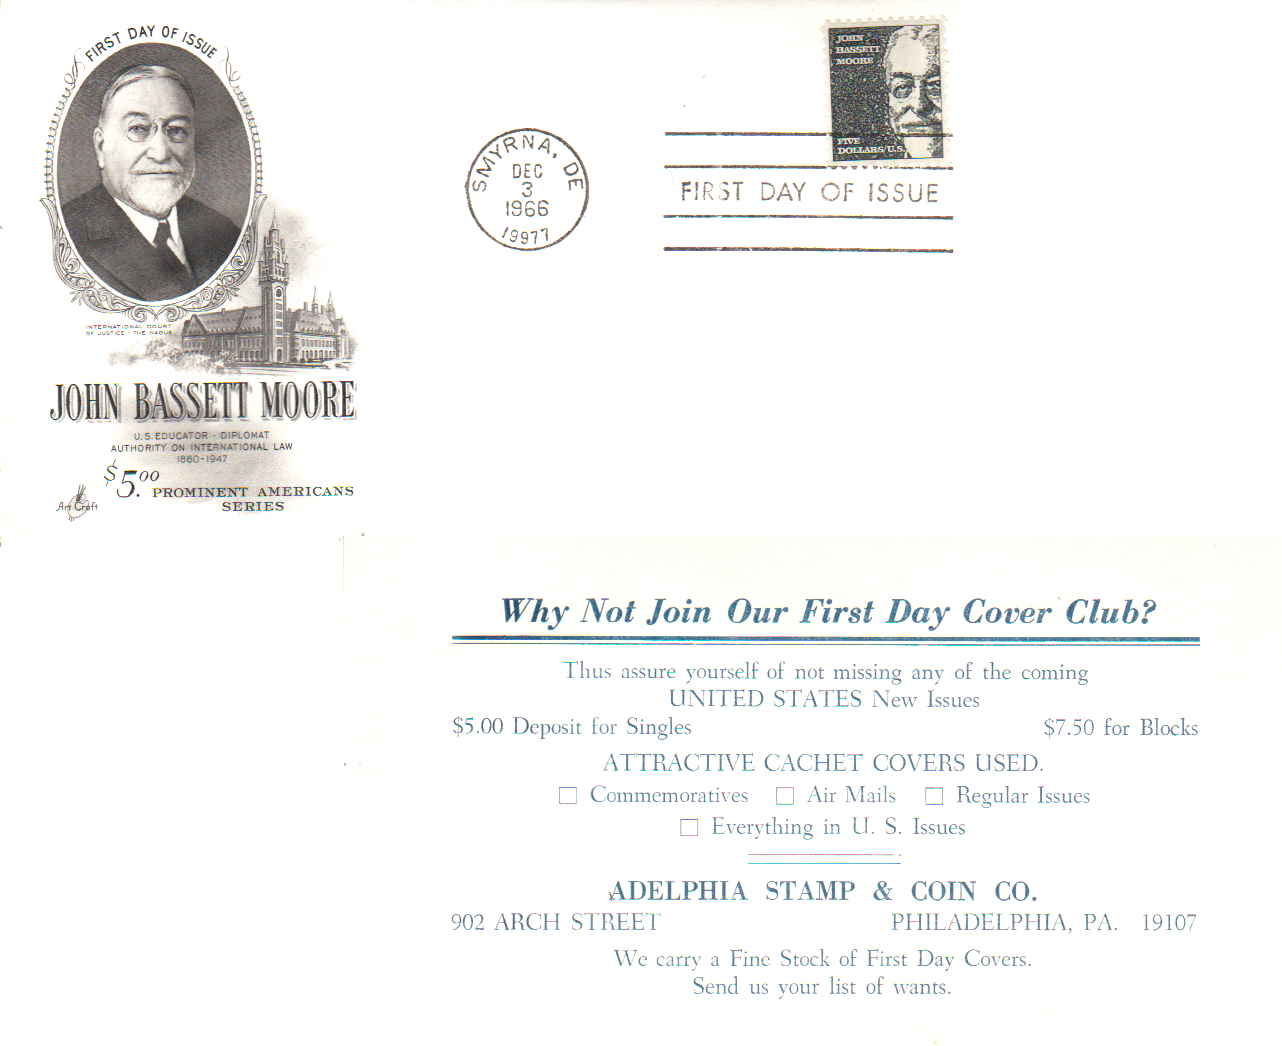 FIRST DAY OF ISSUE
INTERNATIONAL COURT
OF JUSTICE - THE HAGUE
JOHN BASSETT MOORE
U.S. EDUCATOR - DIPLOMAT
AUTHORITY ON INTERNATIONAL LAW
1860-1947
$5.00 PROMINENT AMERICANS
SERIES
Art Craft
SMYRNA, DE
DEC
3
1966
19977
JOHN
BASSETT
MOORE
FIVE
DOLLARS/U.S.
FIRST DAY OF ISSUE
Why Not Join Our First Day Cover Club?
Thus assure yourself of not missing any of the coming
UNITED STATES New Issues
$5.00 Deposit for Singles $7.50 for Blocks
ATTRACTIVE CACHET COVERS USED.
Commemoratives Air Mails Regular Issues
Everything in U. S. Issues
ADELPHIA STAMP & COIN CO.
902 ARCH STREET PHILADELPHIA, PA. 19107
We carry a Fine Stock of First Day Covers.
Send us your list of wants.